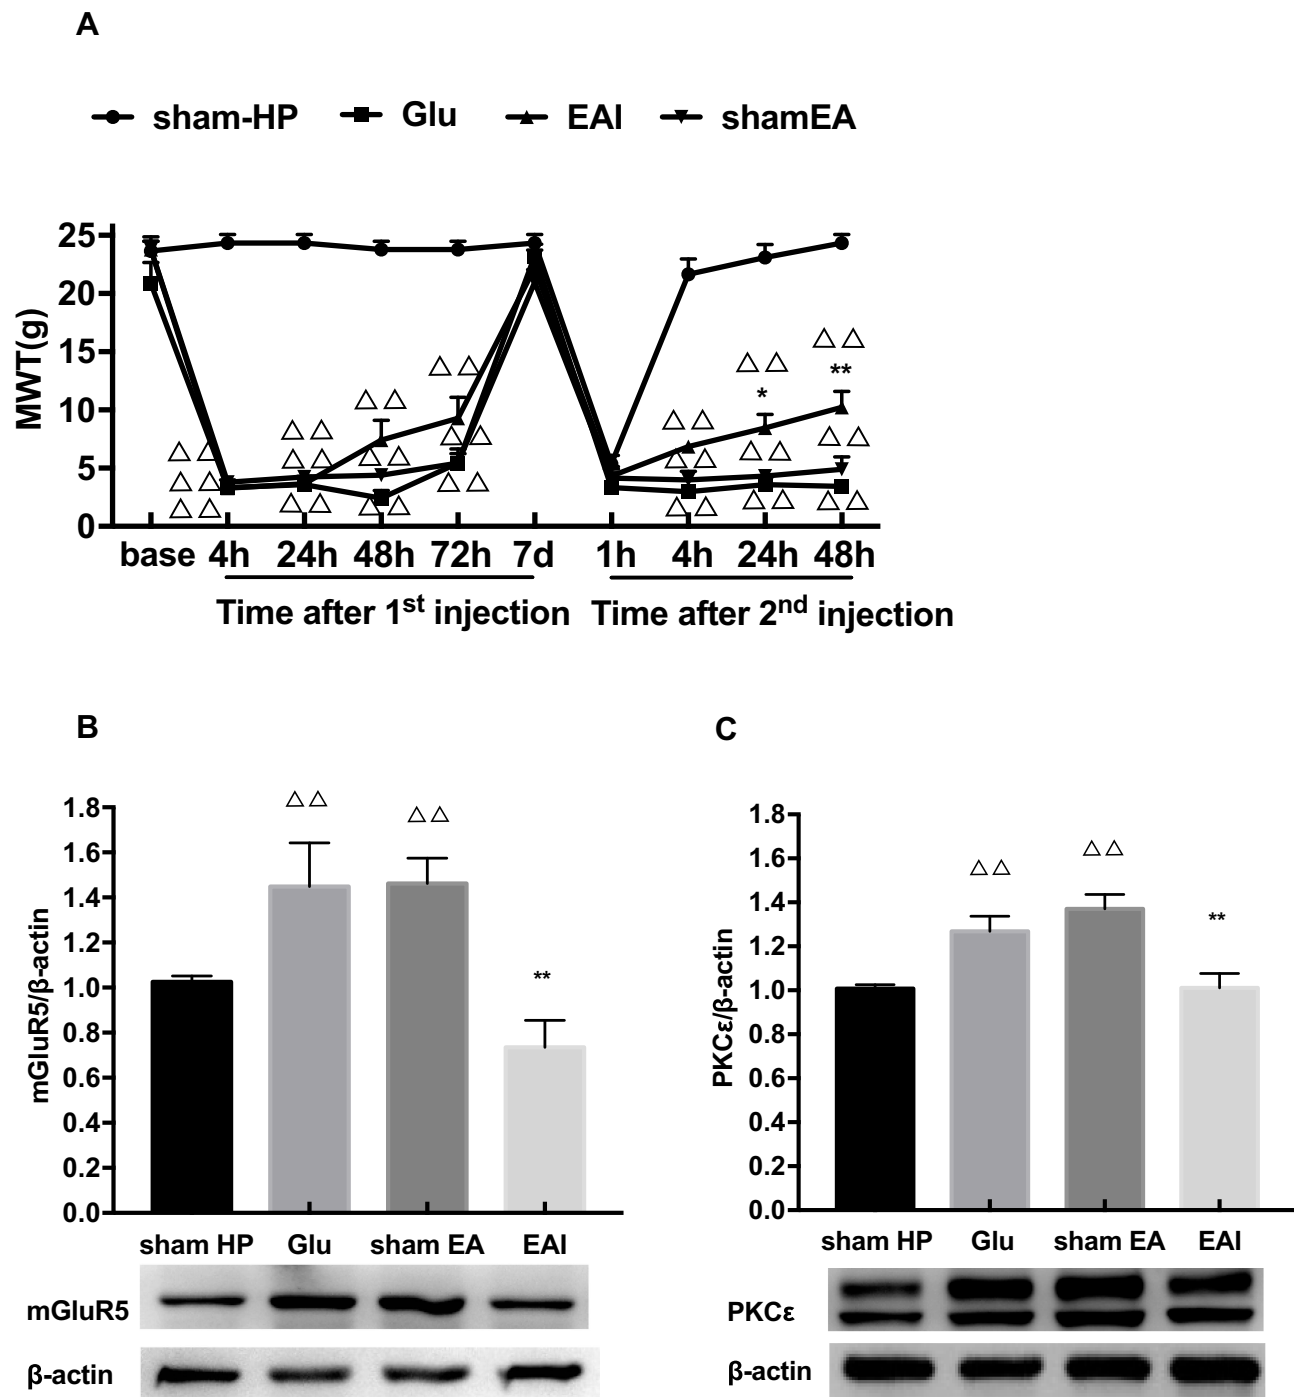 A
sham-HP Glu EAI shamEA
25
20
15
10
5
0
MWT(g)
△△ △△ △△
△△ * **
△△ △△ △△
△△ △△ △△ △△ △△ △△ △△
△△ △△ △△
△△ △△ △△ △△ △△ △△
base 4h 24h 48h 72h 7d 1h 4h 24h 48h
Time after 1st injection Time after 2nd injection
B
1.8
1.6
1.4
1.2
1.0
0.8
0.6
0.4
0.2
0.0
mGluR5/β-actin
△△ △△ **
sham HP Glu sham EA EAI
mGluR5
β-actin
C
1.8
1.6
1.4
1.2
1.0
0.8
0.6
0.4
0.2
0.0
PKCε/β-actin
△△ △△ **
sham HP Glu sham EA EAI
PKCε
β-actin